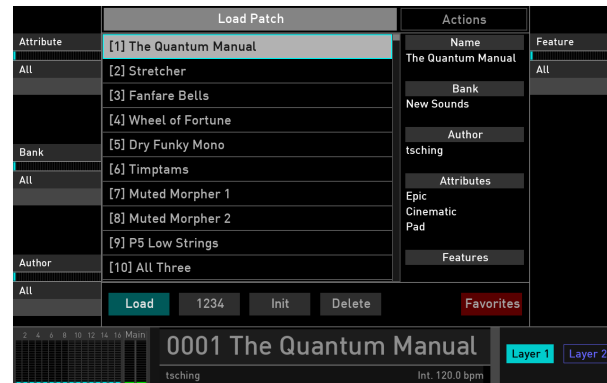 Load Patch
Actions
Attribute
All
Bank
All
Author
All
[1] The Quantum Manual
[2] Stretcher
[3] Fanfare Bells
[4] Wheel of Fortune
[5] Dry Funky Mono
[6] Timptams
[7] Muted Morpher 1
[8] Muted Morpher 2
[9] P5 Low Strings
[10] All Three
Name
The Quantum Manual
Bank
New Sounds
Author
tsching
Attributes
Epic
Cinematic
Pad
Features
Feature
All
Load 1234 Init Delete Favorites
2 4 6 8 10 12 14 16 Main
0001 The Quantum Manual
tsching Int. 120.0 bpm
Layer 1 Layer 2